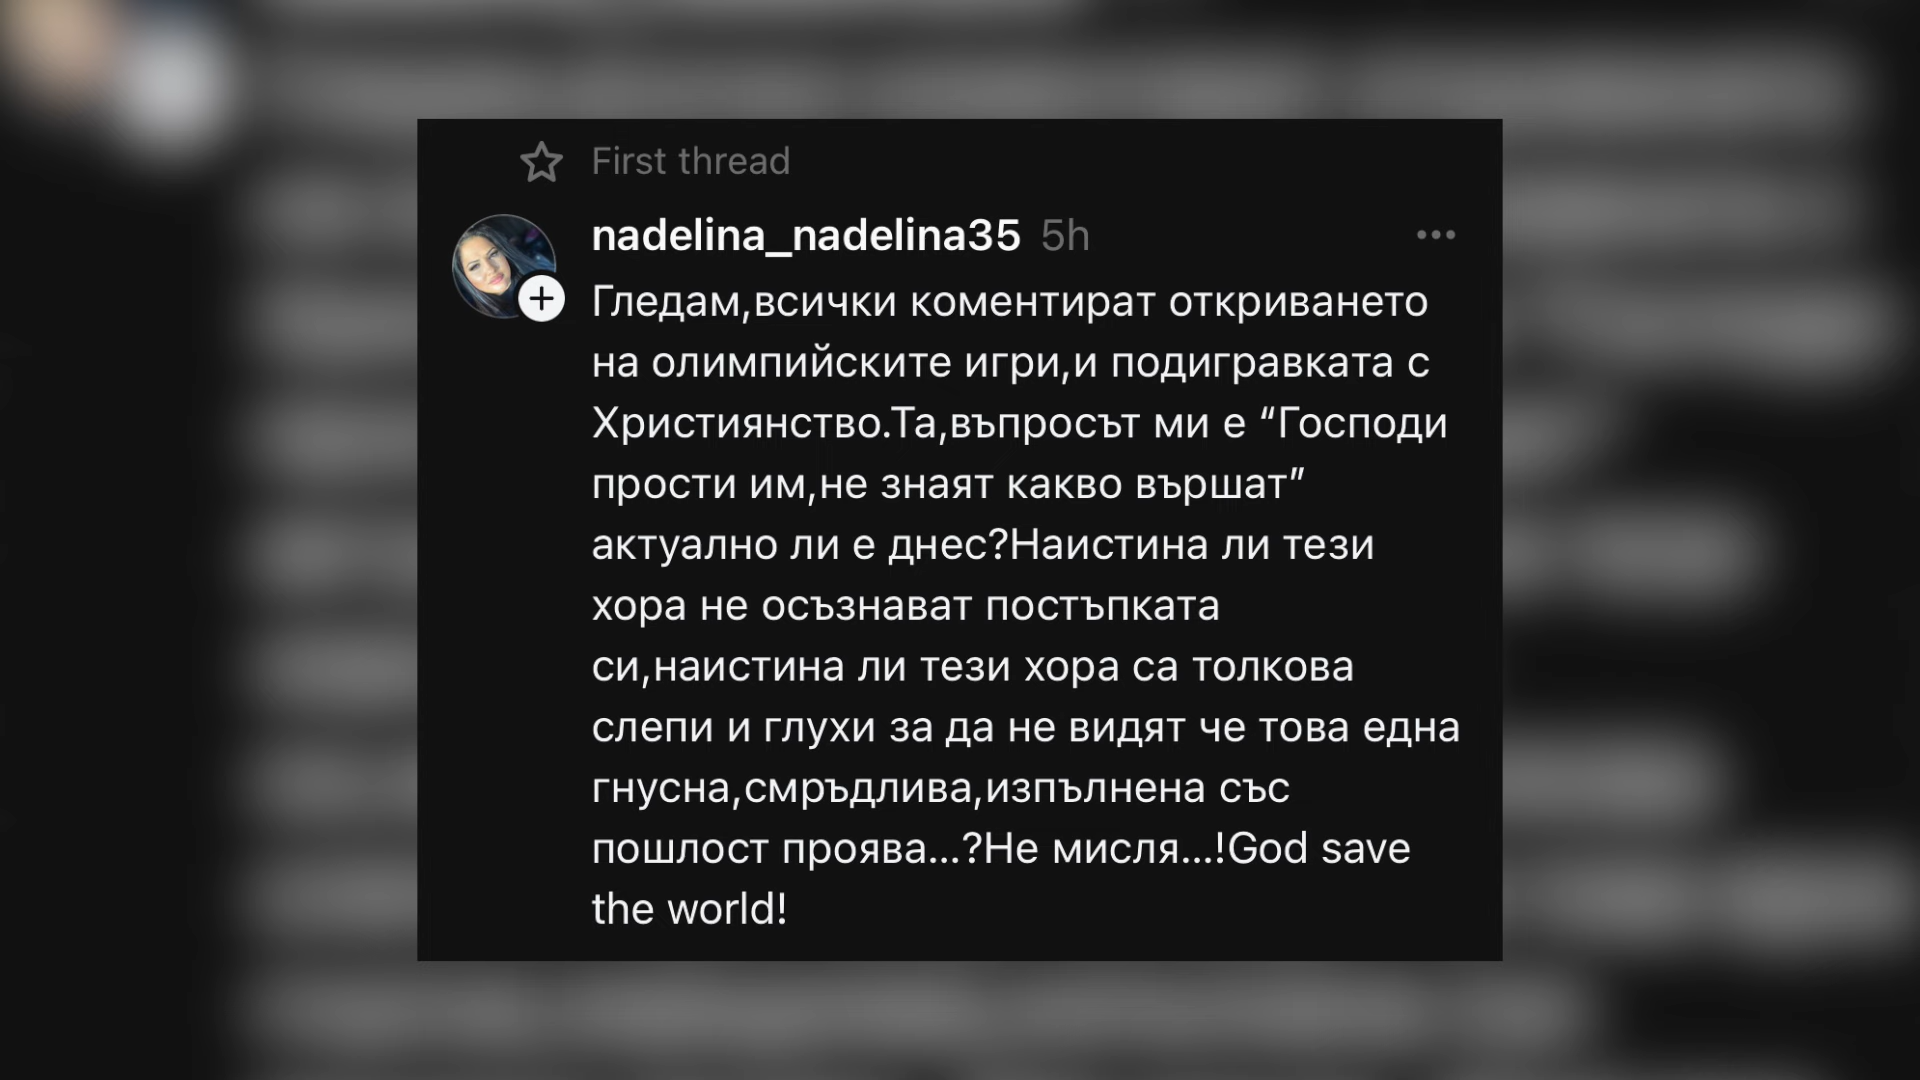 First thread
nadelina_nadelina35 5h
Гледам,всички коментират откриването
на олимпийските игри,и подигравката с
Християнство.Та,въпросът ми е “Господи
прости им,не знаят какво вършат”
актуално ли е днес?Наистина ли тези
хора не осъзнават постъпката
си,наистина ли тези хора са толкова
слепи и глухи за да не видят че това една
гнусна,смръдлива,изпълнена със
пошлост проява...?Не мисля...!God save
the world!